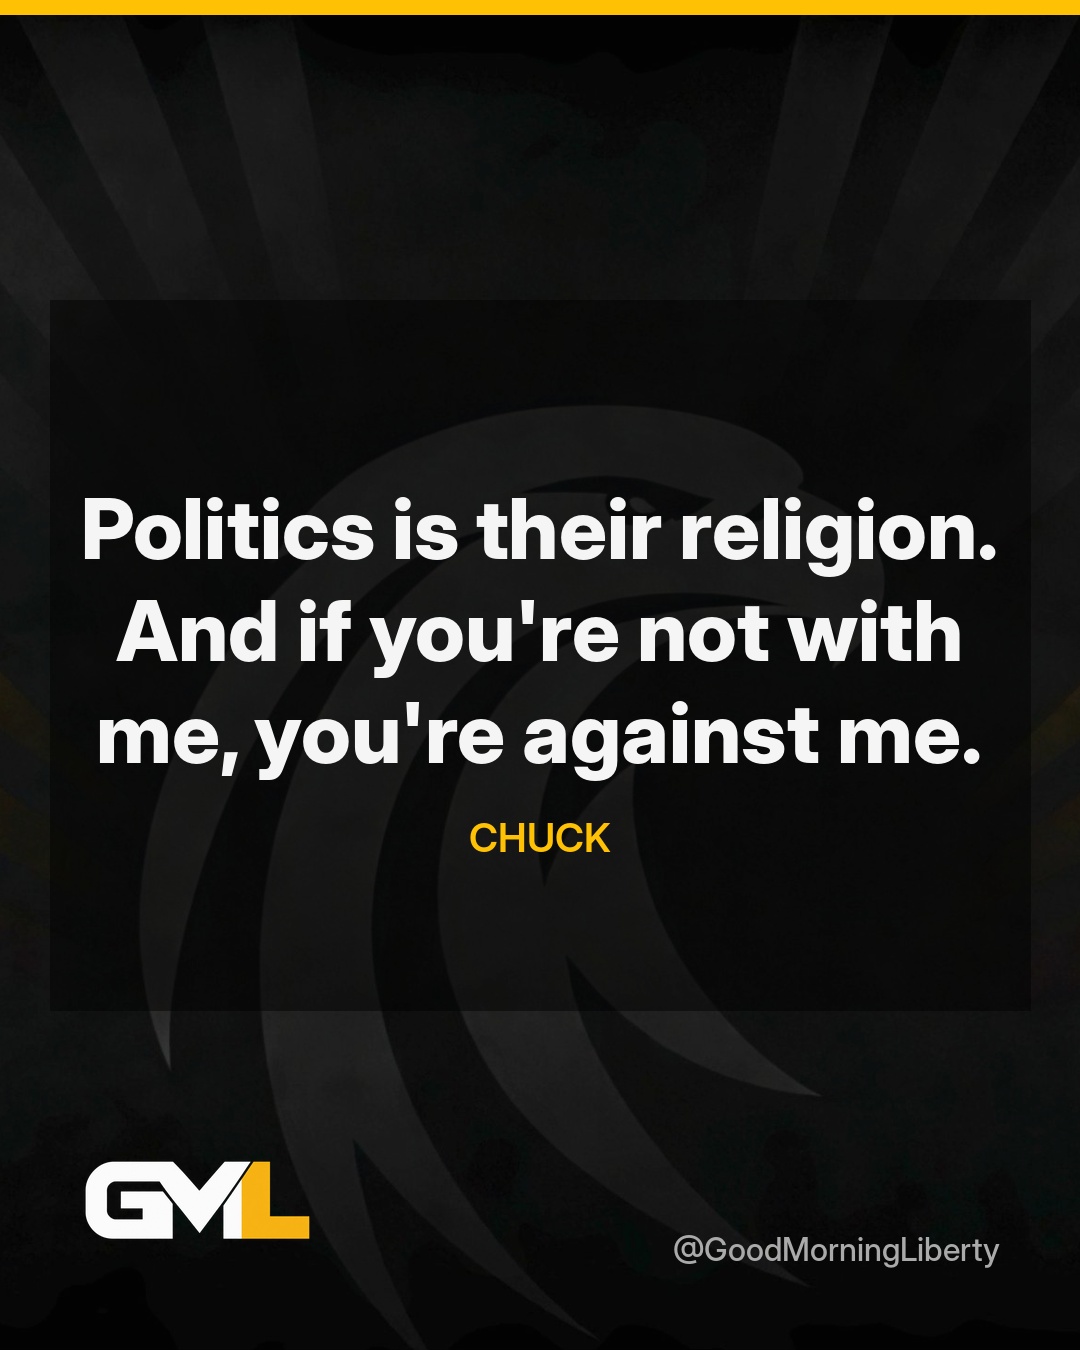 Politics is their religion.
And if you're not with
me, you're against me.
CHUCK
GML
@GoodMorningLiberty